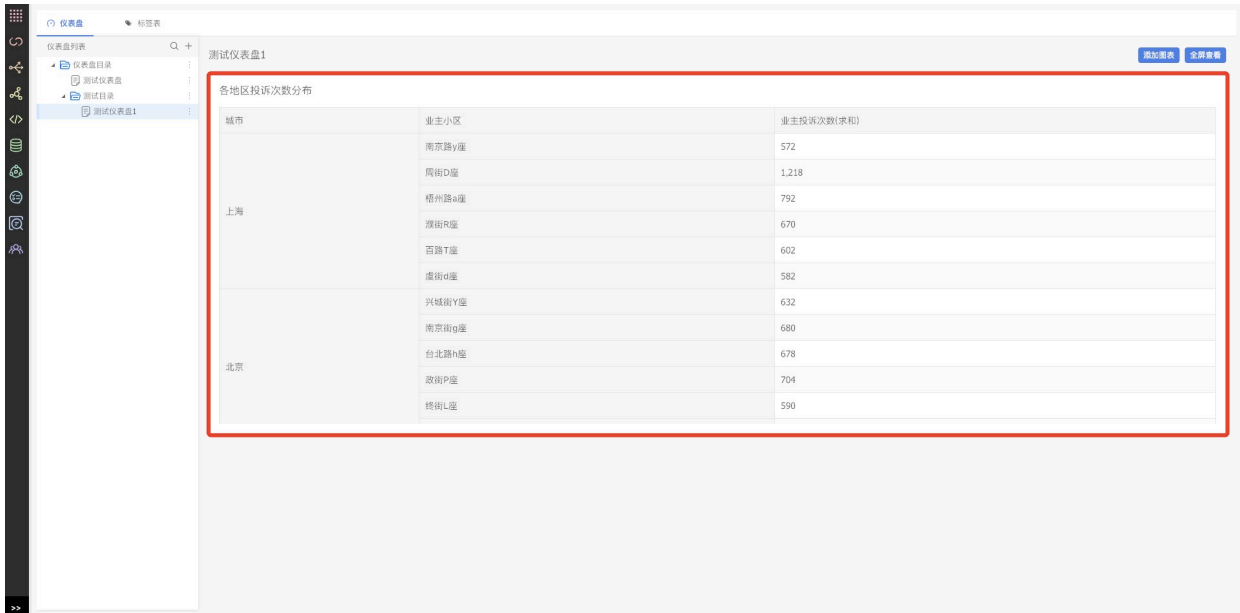 仪表盘 标签表
仪表盘列表
仪表盘目录
测试仪表盘
测试目录
测试仪表盘1
测试仪表盘1 添加图表 全屏查看
各地区投诉次数分布
城市 业主小区 业主投诉次数(求和)
上海
南京路y座 572
周街D座 1,218
梧州路a座 792
濮街R座 670
百路T座 602
虞街d座 582
北京
兴城街Y座 632
南京街g座 680
台北路h座 678
政街P座 704
终街L座 590
>>